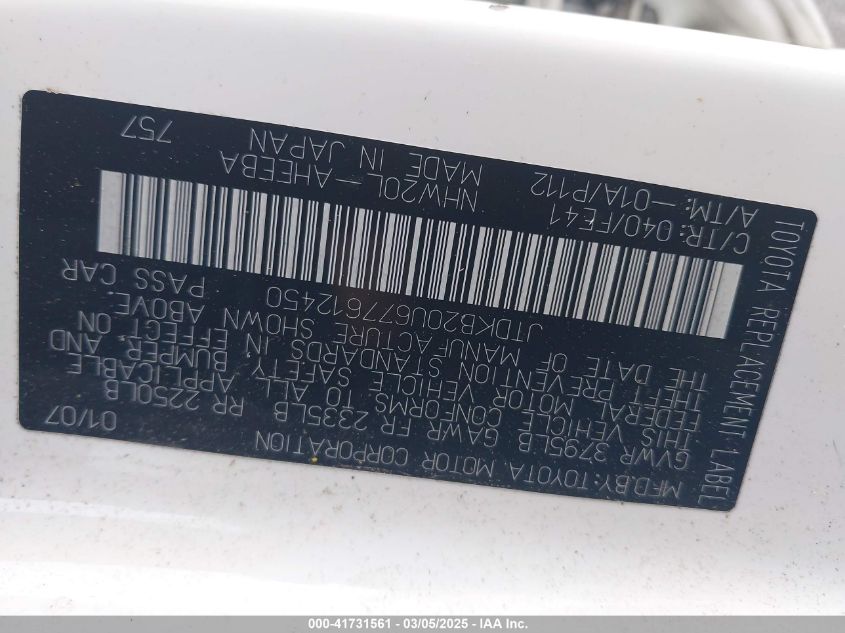 TOYOTA REPLACEMENT LABEL
MFD.BY: TOYOTA MOTOR CORPORATION 01/07
GVWR 3795LB GAWR FR 2335LB RR 2250LB
THIS VEHICLE CONFORMS TO ALL APPLICABLE
FEDERAL MOTOR VEHICLE SAFETY BUMPER AND
THEFT PREVENTION STANDARDS IN EFFECT ON
THE DATE OF MANUFACTURE SHOWN ABOVE
JTDKB20U677612450 PASS CAR
C/TR: 040/FE41 NHW20L-AHEEBA
A/TM: -01A/P112 MADE IN JAPAN 757
000-41731561 - 03/05/2025 - IAA Inc.